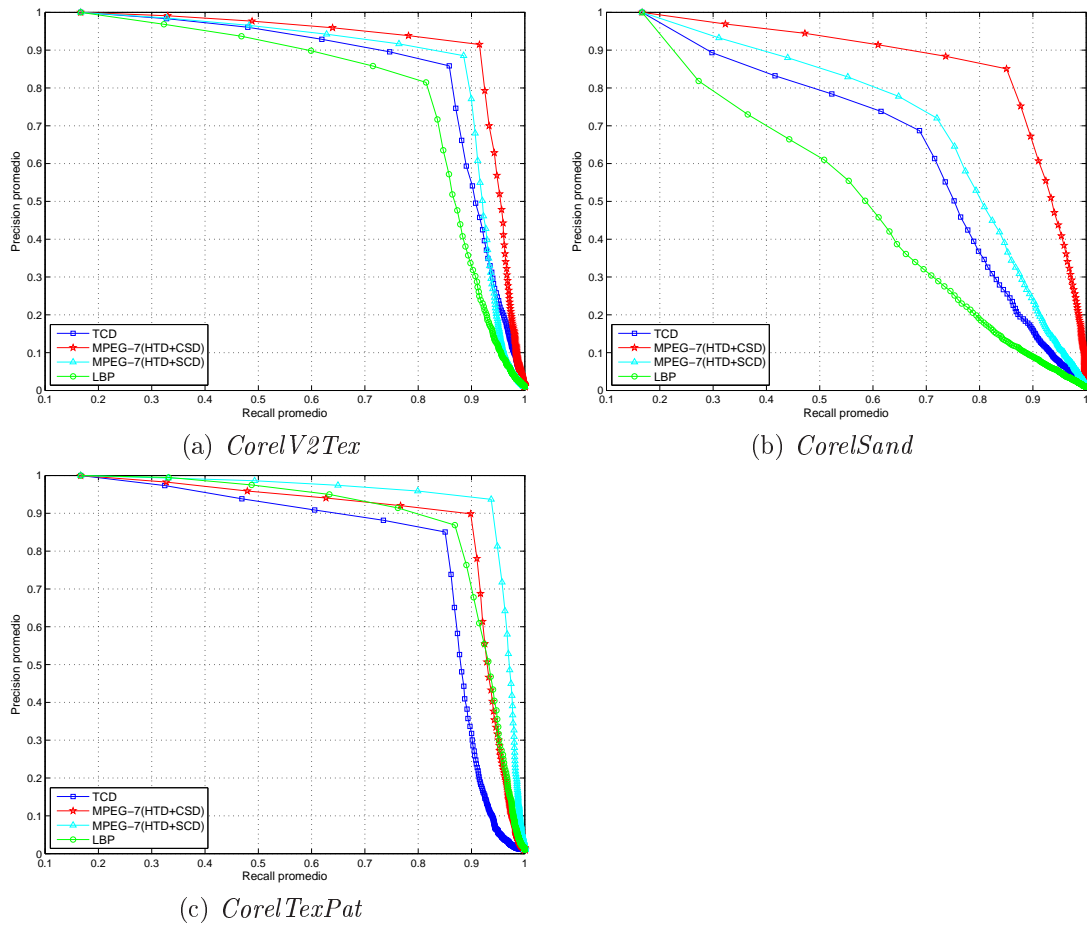 1
0.9
0.8
0.7
0.6
0.5
0.4
0.3
0.2
0.1
0
Precision promedio
TCD
MPEG−7(HTD+CSD)
MPEG−7(HTD+SCD)
LBP
0.1 0.2 0.3 0.4 0.5 0.6 0.7 0.8 0.9 1
Recall promedio
(a) CorelV2Tex
1
0.9
0.8
0.7
0.6
0.5
0.4
0.3
0.2
0.1
0
Precision promedio
TCD
MPEG−7(HTD+CSD)
MPEG−7(HTD+SCD)
LBP
0.1 0.2 0.3 0.4 0.5 0.6 0.7 0.8 0.9 1
Recall promedio
(b) CorelSand
1
0.9
0.8
0.7
0.6
0.5
0.4
0.3
0.2
0.1
0
Precision promedio
TCD
MPEG−7(HTD+CSD)
MPEG−7(HTD+SCD)
LBP
0.1 0.2 0.3 0.4 0.5 0.6 0.7 0.8 0.9 1
Recall promedio
(c) CorelTexPat